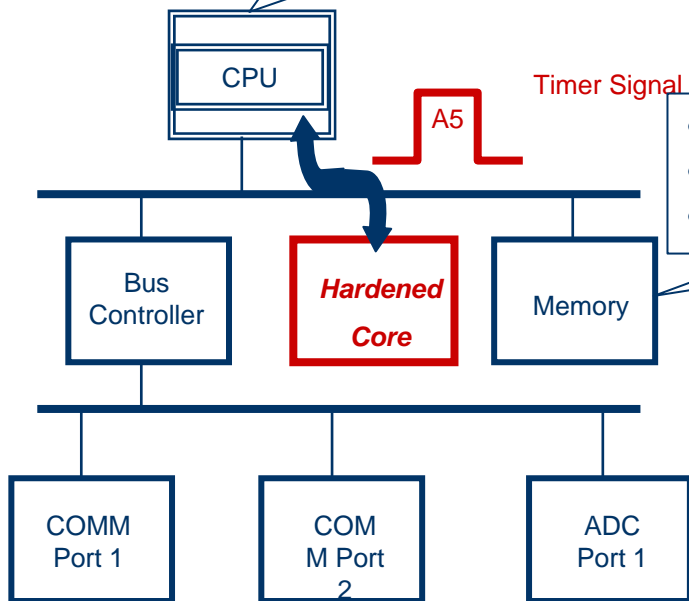 CPU
Timer Signal
A5
•
•
•
Bus
Controller
Hardened
Core
Memory
COMM
Port 1
COM
M Port
2
ADC
Port 1